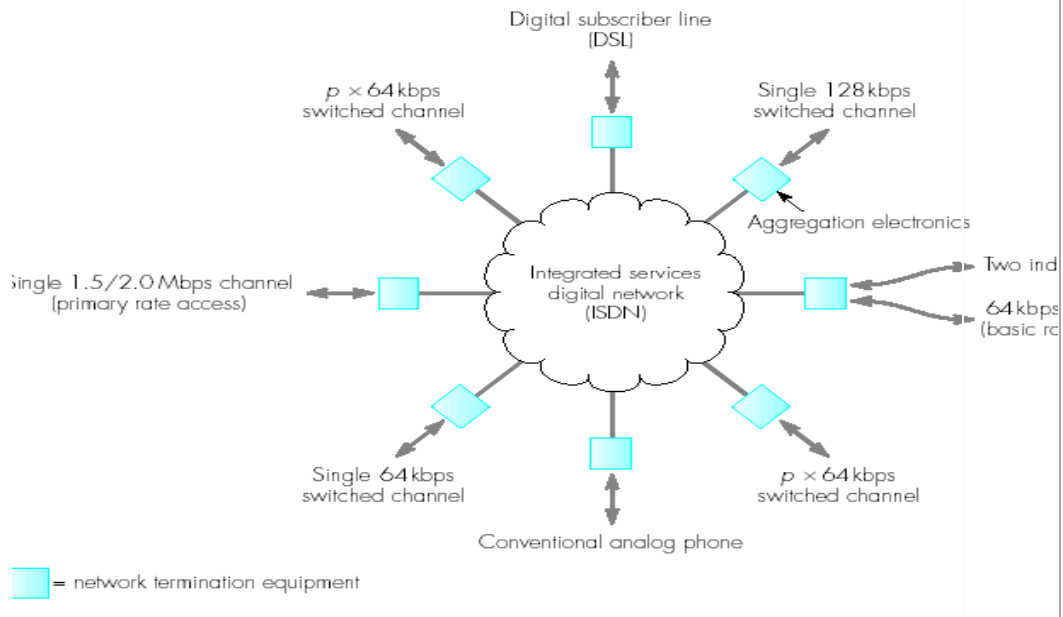 Digital subscriber line
(DSL)
p × 64 kbps
switched channel
Single 128 kbps
switched channel
Aggregation electronics
Single 1.5/2.0 Mbps channel
(primary rate access)
Integrated services
digital network
(ISDN)
Two
64 kbps
(basic
Single 64 kbps
switched channel
p × 64 kbps
switched channel
Conventional analog phone
= network termination equipment